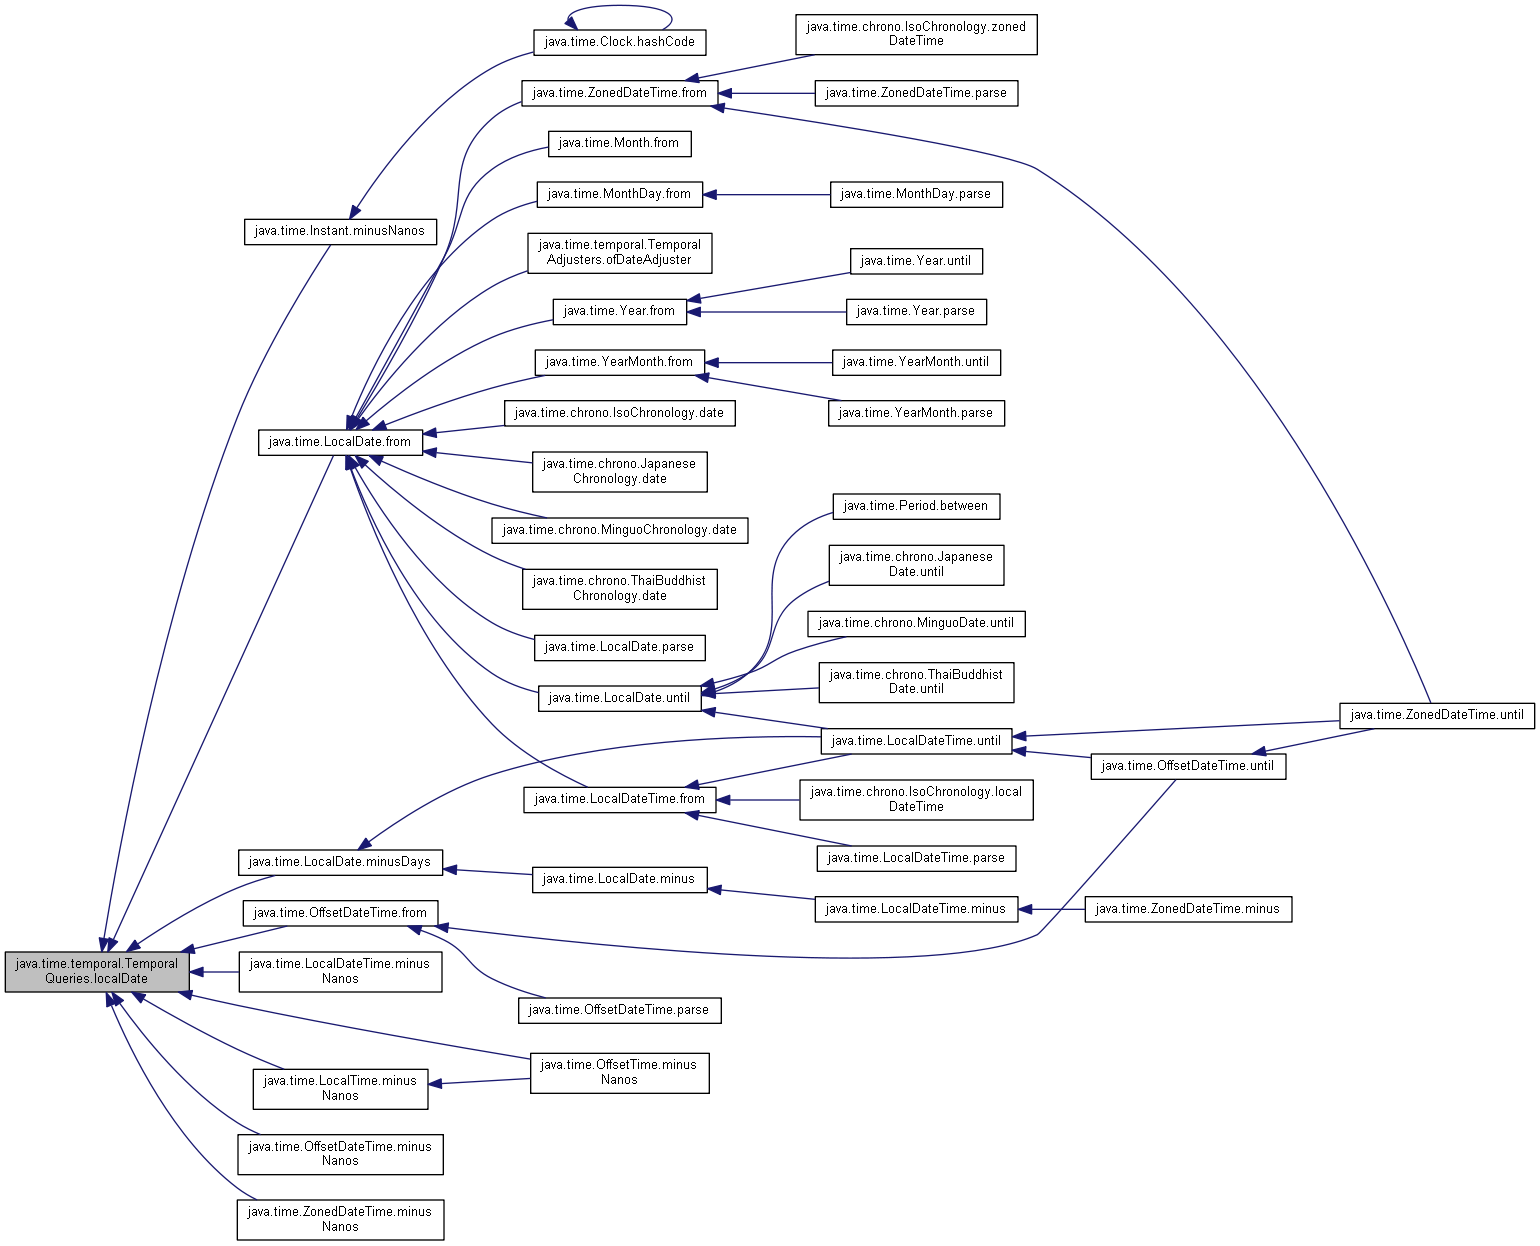 java.time.Clock.hashCode
java.time.chrono.IsoChronology.zoned
DateTime
java.time.ZonedDateTime.from
java.time.ZonedDateTime.parse
java.time.Month.from
java.time.MonthDay.from
java.time.MonthDay.parse
java.time.Instant.minusNanos
java.time.temporal.Temporal
Adjusters.ofDateAdjuster
java.time.Year.until
java.time.Year.from
java.time.Year.parse
java.time.YearMonth.from
java.time.YearMonth.until
java.time.chrono.IsoChronology.date
java.time.YearMonth.parse
java.time.LocalDate.from
java.time.chrono.Japanese
Chronology.date
java.time.Period.between
java.time.chrono.MinguoChronology.date
java.time.chrono.Japanese
Date.until
java.time.chrono.ThaiBuddhist
Chronology.date
java.time.chrono.MinguoDate.until
java.time.LocalDate.parse
java.time.chrono.ThaiBuddhist
Date.until
java.time.LocalDate.until
java.time.ZonedDateTime.until
java.time.LocalDateTime.until
java.time.OffsetDateTime.until
java.time.LocalDateTime.from
java.time.chrono.IsoChronology.local
DateTime
java.time.LocalDateTime.parse
java.time.LocalDate.minusDays
java.time.LocalDate.minus
java.time.LocalDateTime.minus
java.time.ZonedDateTime.minus
java.time.OffsetDateTime.from
java.time.temporal.Temporal
Queries.localDate
java.time.LocalDateTime.minus
Nanos
java.time.OffsetDateTime.parse
java.time.OffsetTime.minus
Nanos
java.time.LocalTime.minus
Nanos
java.time.OffsetDateTime.minus
Nanos
java.time.ZonedDateTime.minus
Nanos